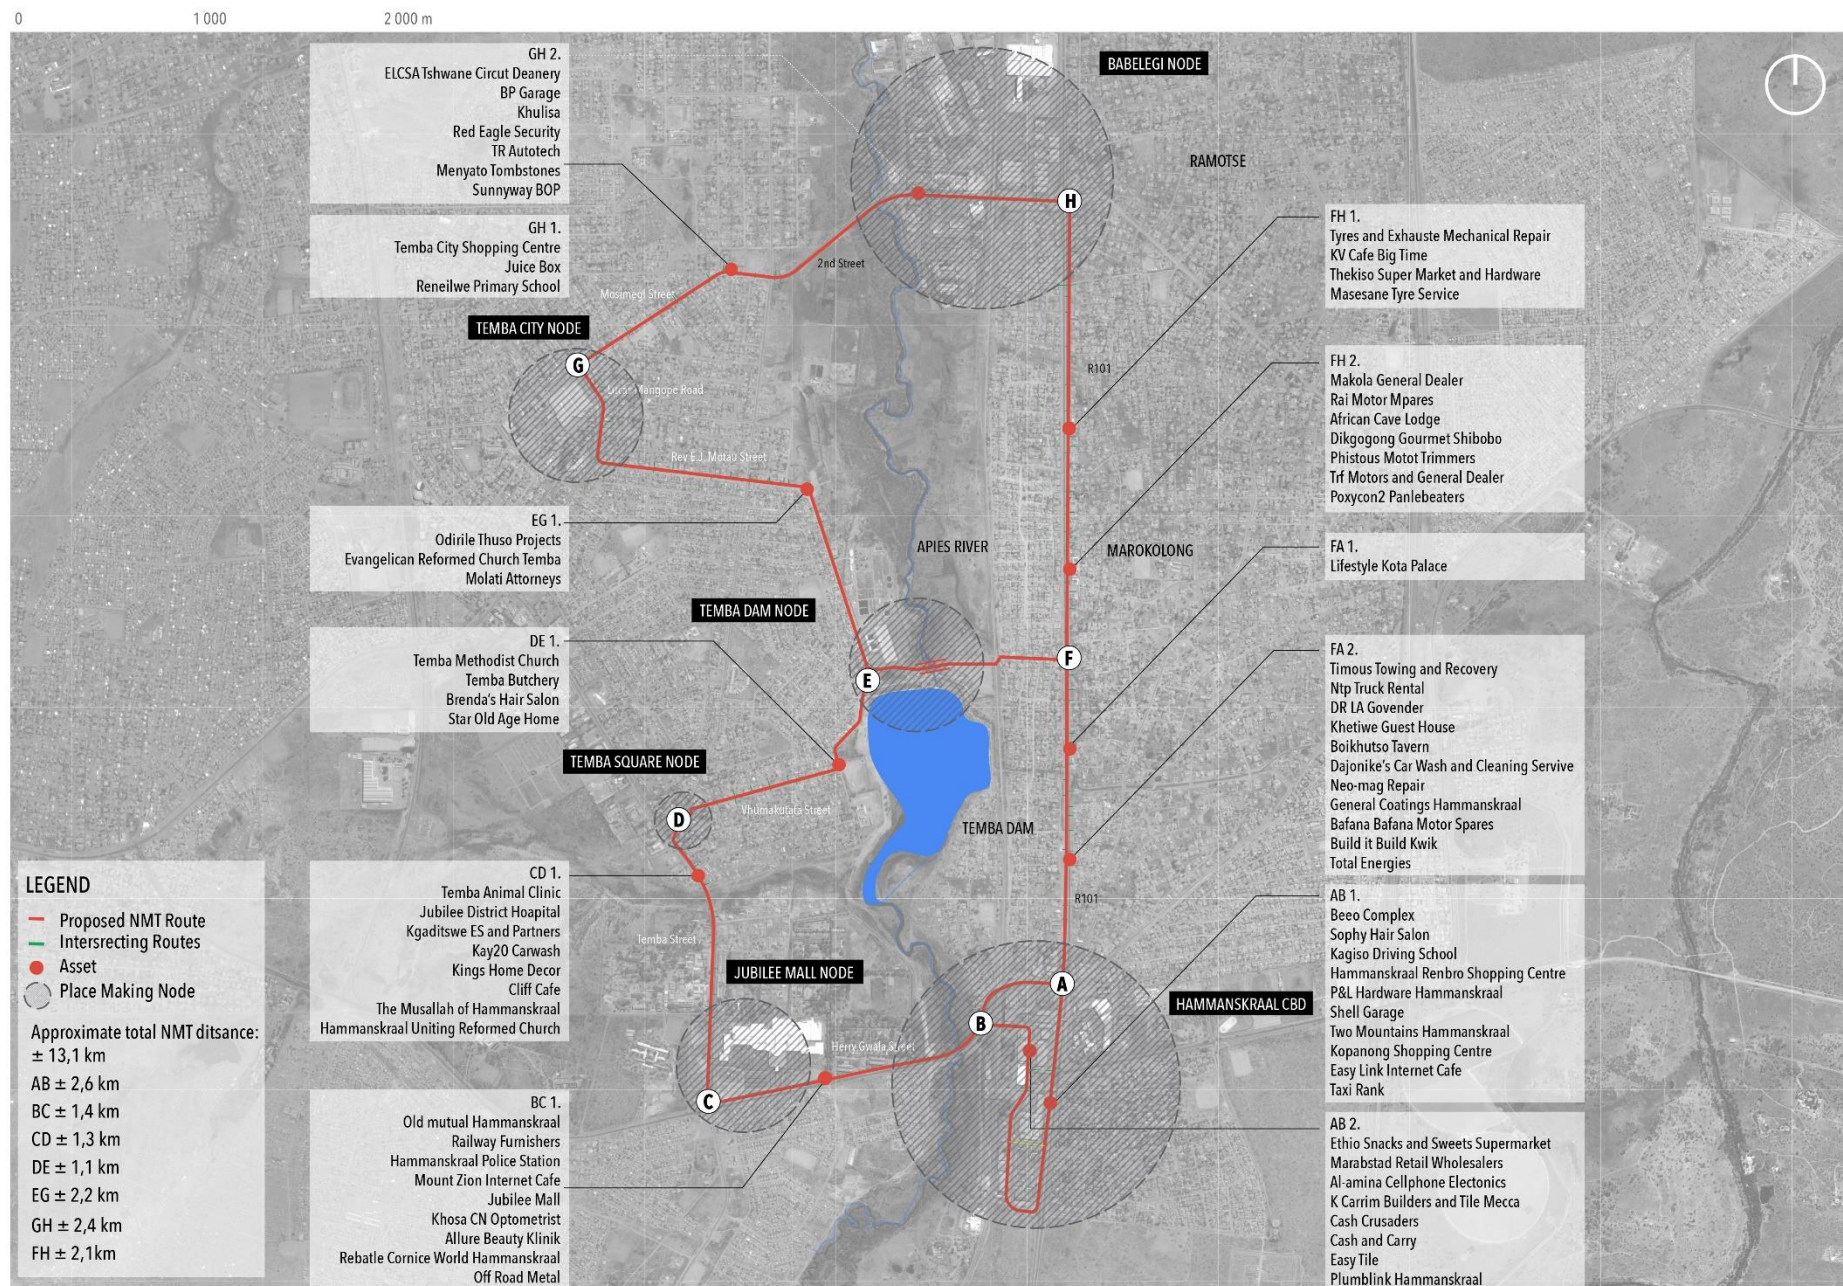 0
1 000
2 000 m
GH 2.
ELCSA Tshwane Circut Deanery
BP Garage
Khulisa
Red Eagle Security
TR Autotech
Menyato Tombstones
Sunnyway BOP
GH 1.
Temba City Shopping Centre
Juice Box
Reneilwe Primary School
TEMBA CITY NODE
EG 1.
Odirile Thuso Projects
Evangelican Reformed Church Temba
Molati Attorneys
TEMBA DAM NODE
DE 1.
Temba Methodist Church
Temba Butchery
Brenda's Hair Salon
Star Old Age Home
TEMBA SQUARE NODE
CD 1.
Temba Animal Clinic
Jubilee District Hoapital
Kgaditswe ES and Partners
Kay20 Carwash
Kings Home Decor
Cliff Cafe
The Musallah of Hammanskraal
Hammanskraal Uniting Reformed Church
JUBILEE MALL NODE
BC 1.
Old mutual Hammanskraal
Railway Furnishers
Hammanskraal Police Station
Mount Zion Internet Cafe
Jubilee Mall
Khosa CN Optometrist
Allure Beauty Klinik
Rebatle Cornice World Hammanskraal
Off Road Metal
LEGEND
Proposed NMT Route
Intersrecting Routes
Asset
Place Making Node
Approximate total NMT ditsance:
± 13,1 km
AB ± 2,6 km
BC ± 1,4 km
CD ± 1,3 km
DE ± 1,1 km
EG ± 2,2 km
GH ± 2,4 km
FH ± 2,1km
BABELEGI NODE
RAMOTSE
H
2nd Street
Mosimegi Street
G
Mangope Road
Rev E.J. Motau Street
R101
APIES RIVER
MAROKOLONG
F
E
Vhumakutata Street
D
TEMBA DAM
R101
Temba Street
A
B
HAMMANSKRAAL CBD
Herry Gwala Street
C
FH 1.
Tyres and Exhauste Mechanical Repair
KV Cafe Big Time
Thekiso Super Market and Hardware
Masesane Tyre Service
FH 2.
Makola General Dealer
Rai Motor Mpares
African Cave Lodge
Dikgogong Gourmet Shibobo
Phistous Motot Trimmers
Trf Motors and General Dealer
Poxycon2 Panlebeaters
FA 1.
Lifestyle Kota Palace
FA 2.
Timous Towing and Recovery
Ntp Truck Rental
DR LA Govender
Khetiwe Guest House
Boikhutso Tavern
Dajonike's Car Wash and Cleaning Servive
Neo-mag Repair
General Coatings Hammanskraal
Bafana Bafana Motor Spares
Build it Build Kwik
Total Energies
AB 1.
Beeo Complex
Sophy Hair Salon
Kagiso Driving School
Hammanskraal Renbro Shopping Centre
P&L Hardware Hammanskraal
Shell Garage
Two Mountains Hammanskraal
Kopanong Shopping Centre
Easy Link Internet Cafe
Taxi Rank
AB 2.
Ethio Snacks and Sweets Supermarket
Marabstad Retail Wholesalers
Al-amina Cellphone Electonics
K Carrim Builders and Tile Mecca
Cash Crusaders
Cash and Carry
Easy Tile
Plumblink Hammanskraal